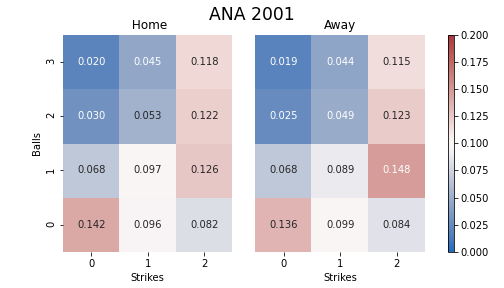 ANA 2001
Home Away
3 0.020 0.045 0.118 0.019 0.044 0.115
2 0.030 0.053 0.122 0.025 0.049 0.123
1 0.068 0.097 0.126 0.068 0.089 0.148
0 0.142 0.096 0.082 0.136 0.099 0.084
Balls
0 1 2 0 1 2
Strikes Strikes
0.200
0.175
0.150
0.125
0.100
0.075
0.050
0.025
0.000